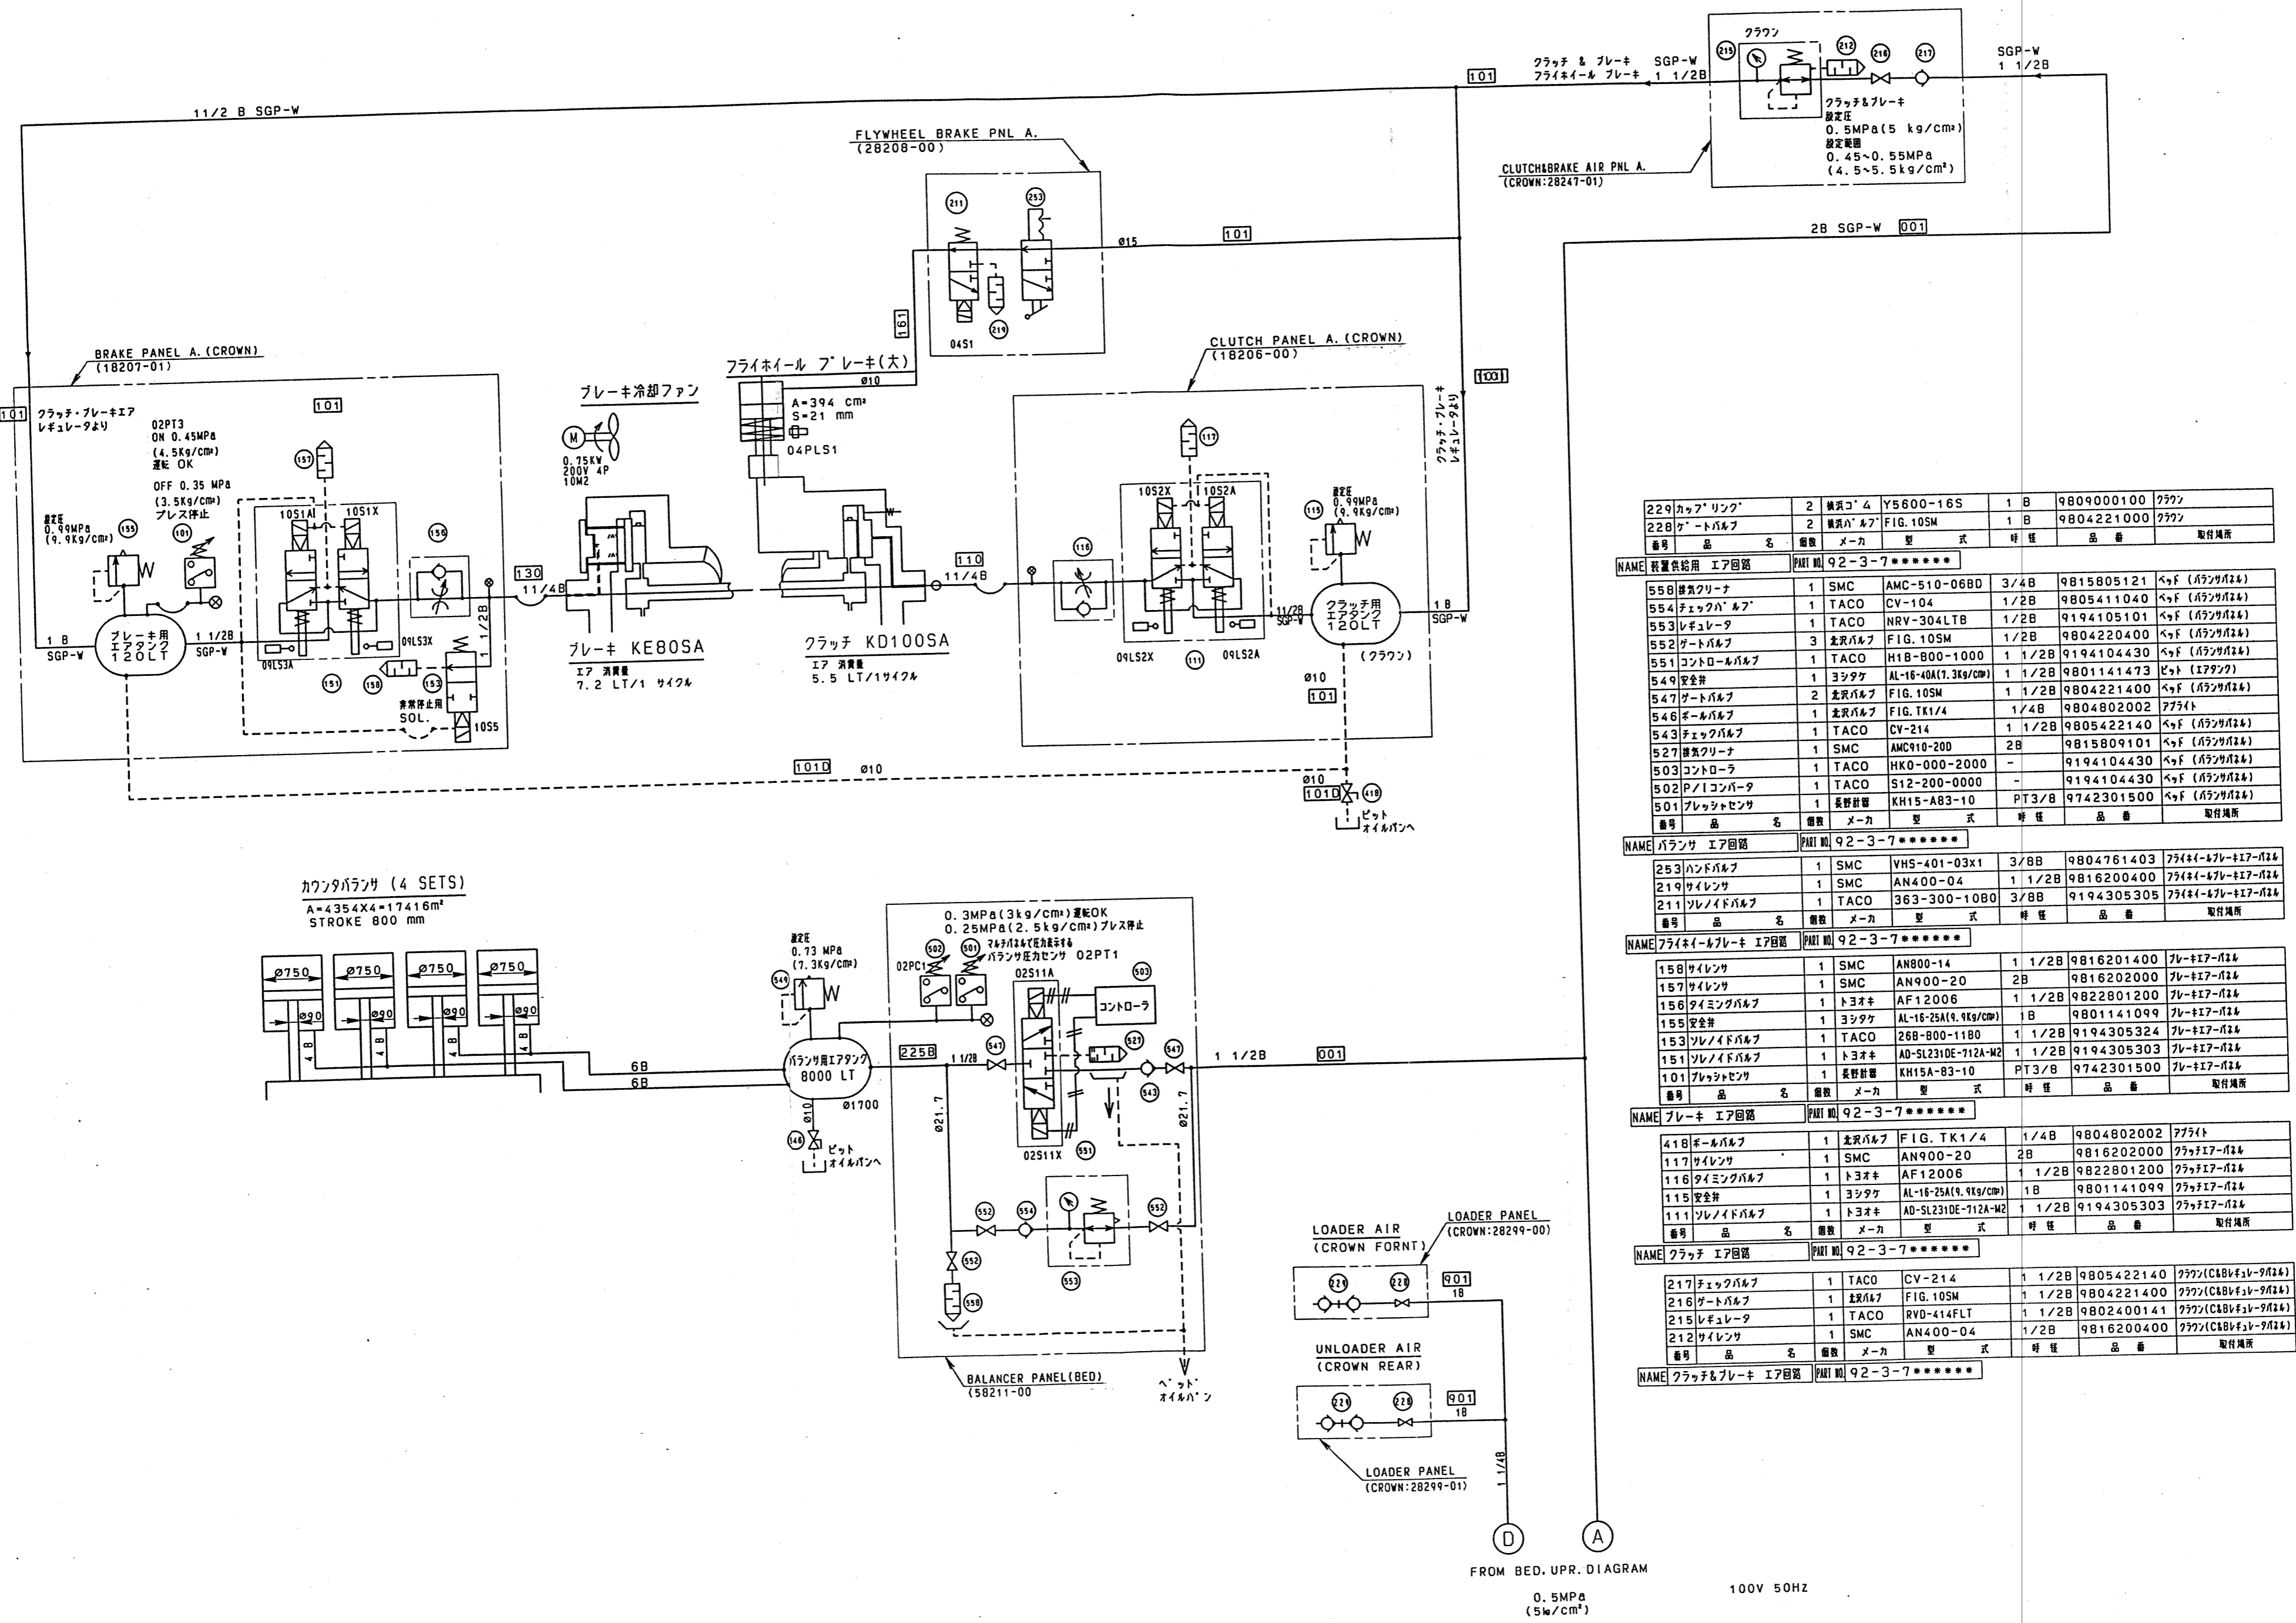 クラウン
215
212
216
217
SGP-W
1 1/2B
クラッチ & ブレーキ SGP-W
フライホイール ブレーキ 1 1/2B
101
クラッチ&ブレーキ
設定圧
0.5MPa(5 kg/cm²)
設定範囲
0.45~0.55MPa
(4.5~5.5kg/cm²)
CLUTCH&BRAKE AIR PNL A.
(CROWN:28247-01)
2B SGP-W 001
11/2 B SGP-W
FLYWHEEL BRAKE PNL A.
(28208-00)
211
253
219
04S1
Ø15
101
161
BRAKE PANEL A.(CROWN)
(18207-01)
101
クラッチ・ブレーキエア
レギュレータより
02PT3
ON 0.45MPa
(4.5Kg/cm²)
運転 OK
OFF 0.35 MPa
(3.5Kg/cm²)
プレス停止
設定圧
0.99MPa
(9.9Kg/cm²)
155
101
101
157
10S1A
10S1X
156
1 B
SGP-W
ブレーキ用
エアタンク
120LT
1 1/2B
SGP-W
09LS3A
09LS3X
151
158
153
非常停止用
SOL.
10S5
1 1/2B
130
11/4B
ブレーキ冷却ファン
M
0.75KW
200V 4P
10M2
フライホイール ブレーキ(大)
Ø10
A=394 cm²
S=21 mm
04PLS1
ブレーキ KE80SA
エア 消費量
7.2 LT/1 サイクル
クラッチ KD100SA
エア 消費量
5.5 LT/1サイクル
110
11/4B
CLUTCH PANEL A.(CROWN)
(18206-00)
117
10S2X
10S2A
116
09LS2X
111
09LS2A
設定圧
0.99MPa
(9.9Kg/cm²)
115
11/2B
SGP-W
クラッチ用
エアタンク
120LT
(クラウン)
1 B
SGP-W
クラッチ・ブレーキ
レギュレータより
Ø10
101
101D Ø10
Ø10
101D
418
ピット
オイルパンへ
カウンタバランサ (4 SETS)
A=4354X4=17416m²
STROKE 800 mm
Ø750
Ø750
Ø750
Ø750
Ø90
Ø90
Ø90
Ø90
4 B
4 B
4 B
4 B
6B
6B
設定圧
0.73 MPa
(7.3Kg/cm²)
549
バランサ用エアタンク
8000 LT
Ø1700
Ø10
546
ピット
オイルパンへ
225B
0.3MPa(3kg/cm²)運転OK
0.25MPa(2.5kg/cm²)プレス停止
マルチパネルで圧力表示する
バランサ圧力センサ 02PT1
502
501
02PC1
02S11A
503
コントローラ
1 1/2B
547
527
547
543
02S11X
551
Ø21.7
Ø21.7
1 1/2B
001
552
554
552
552
553
558
BALANCER PANEL(BED)
(58211-00
ベッド
オイルパン
LOADER AIR
(CROWN FORNT)
LOADER PANEL
(CROWN:28299-00)
229
228
901
1B
UNLOADER AIR
(CROWN REAR)
229
228
901
1B
LOADER PANEL
(CROWN:28299-01)
1 1/4B
D
A
FROM BED.UPR.DIAGRAM
0.5MPa
100V 50HZ
229 カップリング 2 横浜ゴム Y5600-16S 1 B 9809000100 クラウン
228 ゲートバルブ 2 横浜バルブ FIG.10SM 1 B 9804221000 クラウン
番号 品 名 個数 メーカ 型 式 呼 径 品 番 取付場所
NAME 装置供給用 エア回路 PART NO. 92-3-7******
558 排気クリーナ 1 SMC AMC-510-06BD 3/4B 9815805121 ベッド (バランサパネル)
554 チェックバルブ 1 TACO CV-104 1/2B 9805411040 ベッド (バランサパネル)
553 レギュレータ 1 TACO NRV-304LTB 1/2B 9194105101 ベッド (バランサパネル)
552 ゲートバルブ 3 北沢バルブ FIG.10SM 1/2B 9804220400 ベッド (バランサパネル)
551 コントロールバルブ 1 TACO H1B-B00-1000 1 1/2B 9194104430 ベッド (バランサパネル)
549 安全弁 1 ヨシタケ AL-16-40A(7.3Kg/cm²) 1 1/2B 9801141473 ピット (エアタンク)
547 ゲートバルブ 2 北沢バルブ FIG.10SM 1 1/2B 9804221400 ベッド (バランサパネル)
546 ボールバルブ 1 北沢バルブ FIG.TK1/4 1/4B 9804802002 アプライト
543 チェックバルブ 1 TACO CV-214 1 1/2B 9805422140 ベッド (バランサパネル)
527 排気クリーナ 1 SMC AMC910-20D 2B 9815809101 ベッド (バランサパネル)
503 コントローラ 1 TACO HK0-000-2000 - 9194104430 ベッド (バランサパネル)
502 P/Iコンバータ 1 TACO S12-200-0000 - 9194104430 ベッド (バランサパネル)
501 プレッシャセンサ 1 長野計器 KH15-A83-10 PT3/8 9742301500 ベッド (バランサパネル)
番号 品 名 個数 メーカ 型 式 呼 径 品 番 取付場所
NAME バランサ エア回路 PART NO. 92-3-7******
253 ハンドバルブ 1 SMC VHS-401-03X1 3/8B 9804761403 フライホイールブレーキエアーパネル
219 サイレンサ 1 SMC AN400-04 1 1/2B 9816200400 フライホイールブレーキエアーパネル
211 ソレノイドバルブ 1 TACO 363-300-10B0 3/8B 9194305305 フライホイールブレーキエアーパネル
番号 品 名 個数 メーカ 型 式 呼 径 品 番 取付場所
NAME フライホイールブレーキ エア回路 PART NO. 92-3-7******
158 サイレンサ 1 SMC AN800-14 1 1/2B 9816201400 ブレーキエアーパネル
157 サイレンサ 1 SMC AN900-20 2B 9816202000 ブレーキエアーパネル
156 タイミングバルブ 1 トヨオキ AF12006 1 1/2B 9822801200 ブレーキエアーパネル
155 安全弁 1 ヨシタケ AL-16-25A(9.9Kg/cm²) 1B 9801141099 ブレーキエアーパネル
153 ソレノイドバルブ 1 TACO 26B-B00-11B0 1 1/2B 9194305324 ブレーキエアーパネル
151 ソレノイドバルブ 1 トヨオキ AD-SL231DE-712A-W2 1 1/2B 9194305303 ブレーキエアーパネル
101 プレッシャセンサ 1 長野計器 KH15A-83-10 PT3/8 9742301500 ブレーキエアーパネル
番号 品 名 個数 メーカ 型 式 呼 径 品 番 取付場所
NAME ブレーキ エア回路 PART NO. 92-3-7******
418 ボールバルブ 1 北沢バルブ FIG.TK1/4 1/4B 9804802002 アプライト
117 サイレンサ 1 SMC AN900-20 2B 9816202000 クラッチエアーパネル
116 タイミングバルブ 1 トヨオキ AF12006 1 1/2B 9822801200 クラッチエアーパネル
115 安全弁 1 ヨシタケ AL-16-25A(9.9Kg/cm²) 1B 9801141099 クラッチエアーパネル
111 ソレノイドバルブ 1 トヨオキ AD-SL231DE-712A-W2 1 1/2B 9194305303 クラッチエアーパネル
番号 品 名 個数 メーカ 型 式 呼 径 品 番 取付場所
NAME クラッチ エア回路 PART NO. 92-3-7******
217 チェックバルブ 1 TACO CV-214 1 1/2B 9805422140 クラウン(C&Bレギュレータパネル)
216 ゲートバルブ 1 北沢バルブ FIG.10SM 1 1/2B 9804221400 クラウン(C&Bレギュレータパネル)
215 レギュレータ 1 TACO RVD-414FLT 1 1/2B 9802400141 クラウン(C&Bレギュレータパネル)
212 サイレンサ 1 SMC AN400-04 1/2B 9816200400 クラウン(C&Bレギュレータパネル)
番号 品 名 個数 メーカ 型 式 呼 径 品 番 取付場所
NAME クラッチ&ブレーキ エア回路 PART NO. 92-3-7******